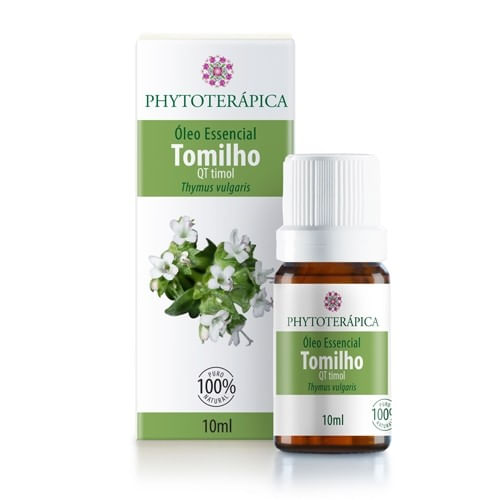 PHYTOTERÁPICA
Óleo Essencial
Tomilho
QT timol
Thymus vulgaris
PURO
100%
NATURAL
10ml
PHYTOTERÁPICA
Óleo Essencial
Tomilho
QT timol
Thymus vulgaris
100%
10ml